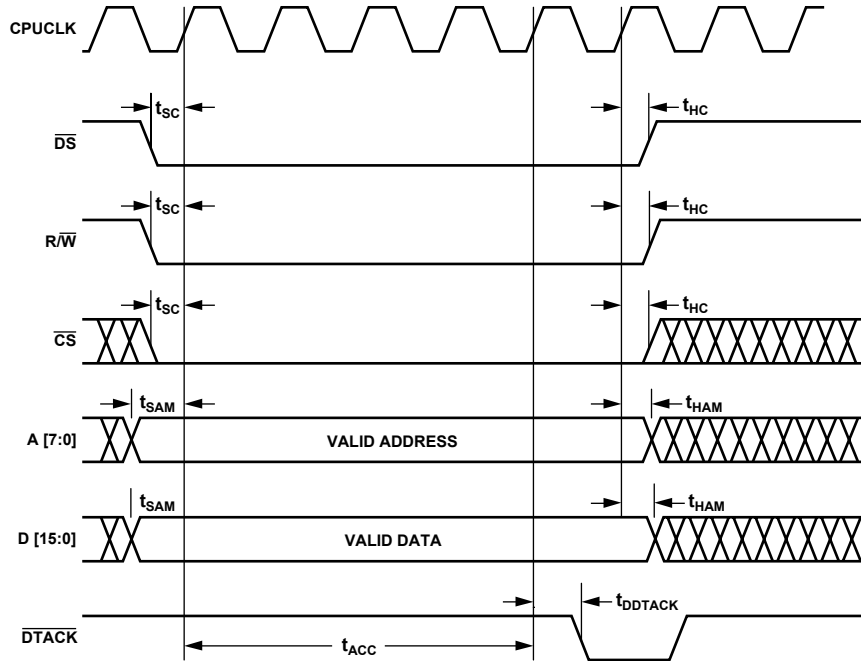 CPUCLK
tSC
tHC
DS
tSC
tHC
R/W
tSC
tHC
CS
tSAM
tHAM
A [7:0]
VALID ADDRESS
tSAM
tHAM
D [15:0]
VALID DATA
tDDTACK
DTACK
tACC